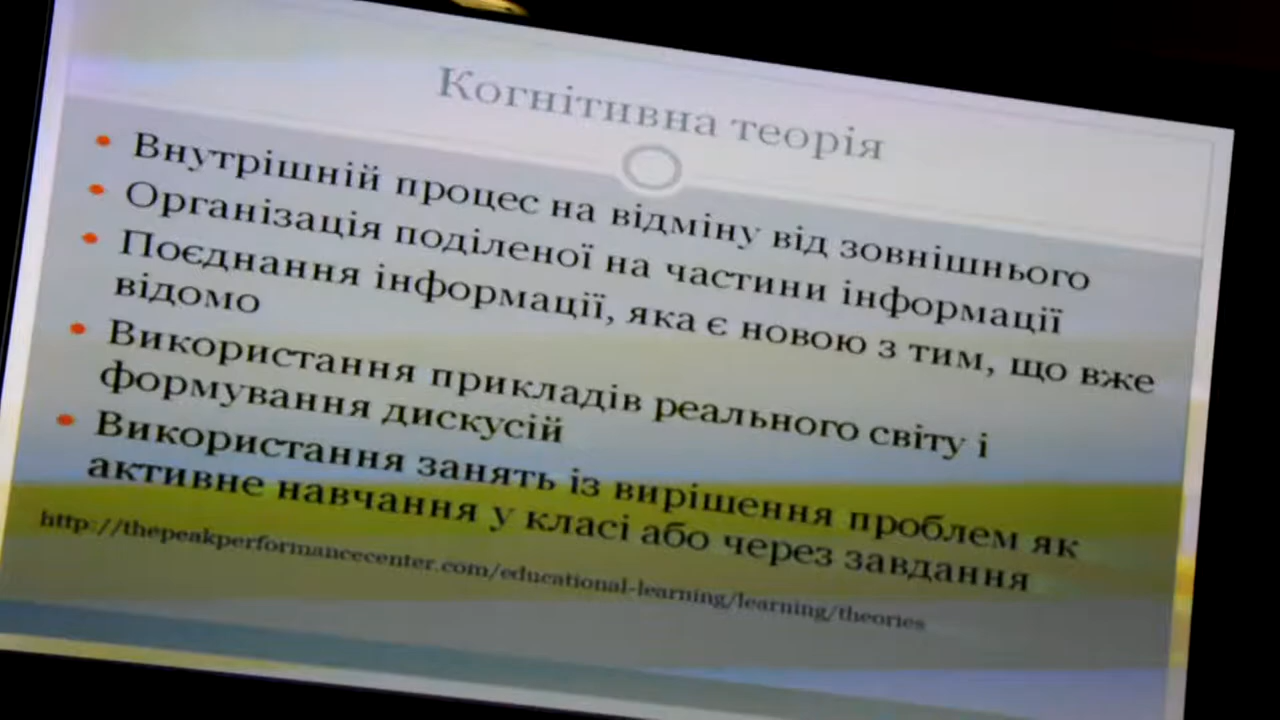 Когнітивна теорія
Внутрішній процес на відміну від зовнішнього
Організація поділеної на частини інформації
Поєднання інформації, яка є новою з тим, що вже
відомо
Використання прикладів реального світу і
формування дискусій
Використання занять із вирішення проблем як
активне навчання у класі або через завдання
http://thepeakperformancecenter.com/educational-learning/learning/theories